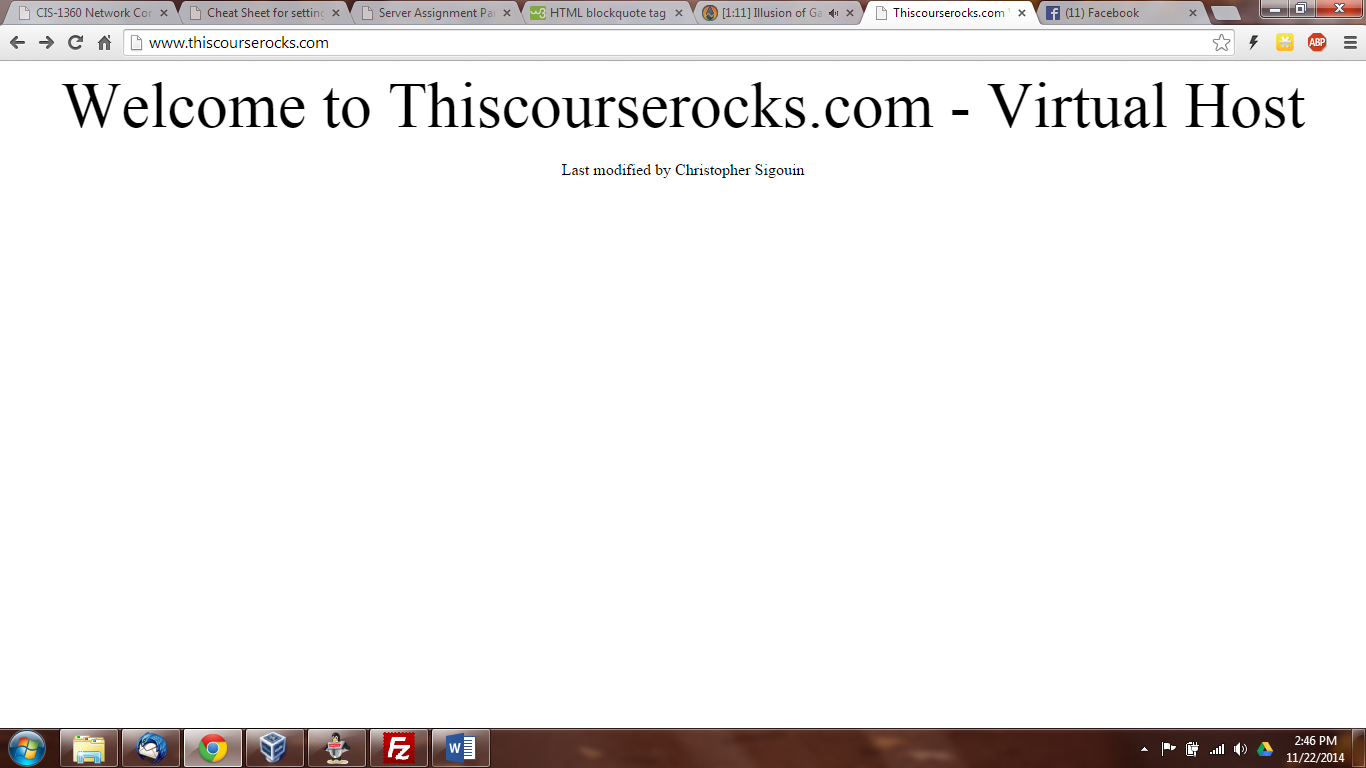 CIS-1360 Network Cor
Cheat Sheet for setting
Server Assignment Pa
HTML blockquote tag
[1:11] Illusion of Ga
Thiscourserocks.com
(11) Facebook
www.thiscourserocks.com
ABP
Welcome to Thiscourserocks.com - Virtual Host
Last modified by Christopher Sigouin
2:46 PM
11/22/2014